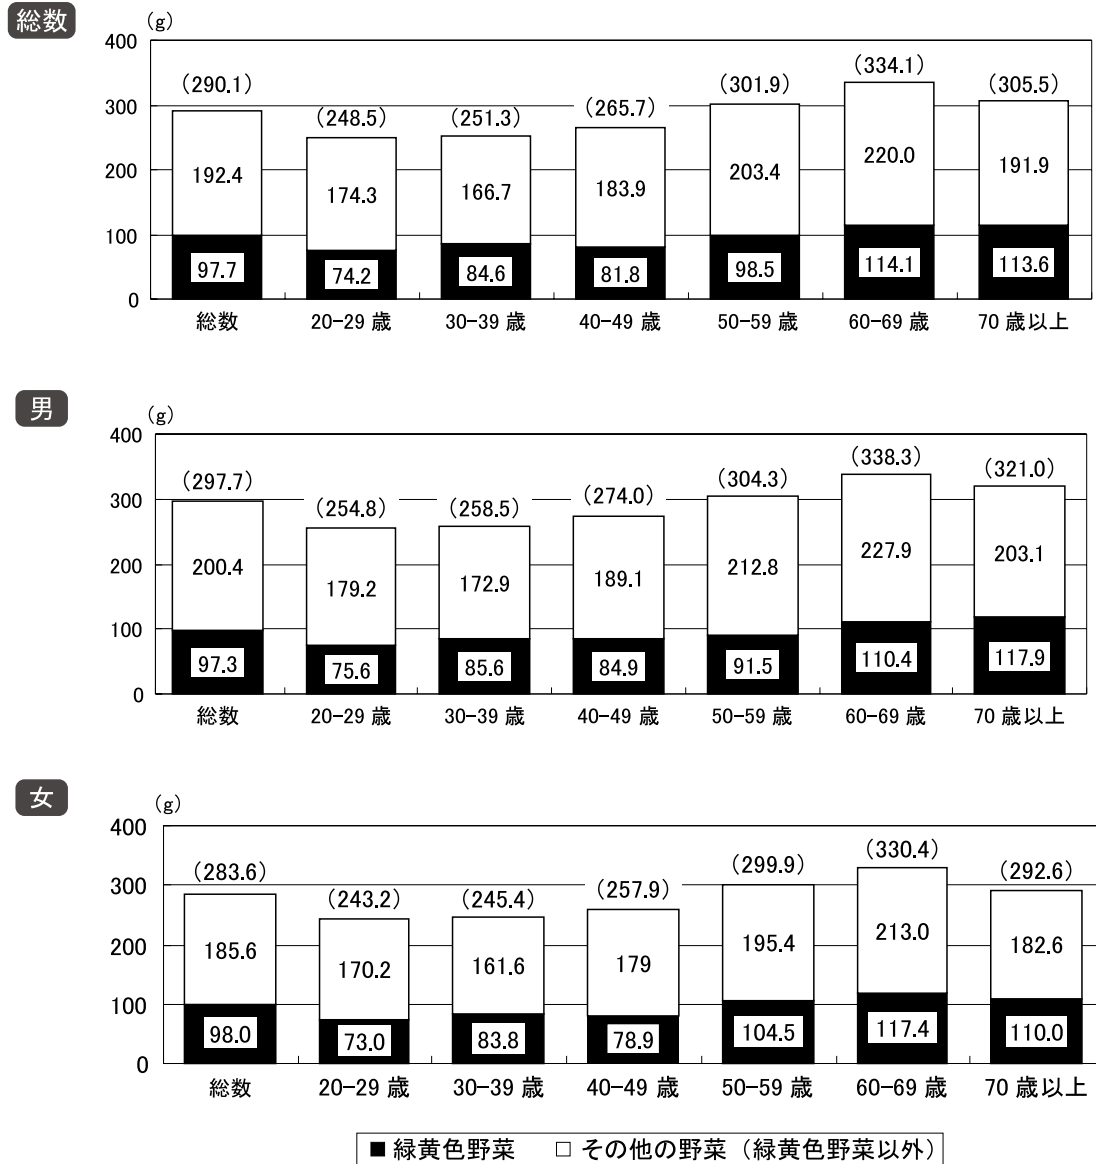 総数
(g)
400
300
200
100
0
(290.1)
(248.5)
(251.3)
(265.7)
(301.9)
(334.1)
(305.5)
192.4
174.3
166.7
183.9
203.4
220.0
191.9
97.7
74.2
84.6
81.8
98.5
114.1
113.6
総数
20-29 歳
30-39 歳
40-49 歳
50-59 歳
60-69 歳
70 歳以上
男
(g)
400
300
200
100
0
(297.7)
(254.8)
(258.5)
(274.0)
(304.3)
(338.3)
(321.0)
200.4
179.2
172.9
189.1
212.8
227.9
203.1
97.3
75.6
85.6
84.9
91.5
110.4
117.9
総数
20-29 歳
30-39 歳
40-49 歳
50-59 歳
60-69 歳
70 歳以上
女
(g)
400
300
200
100
0
(283.6)
(243.2)
(245.4)
(257.9)
(299.9)
(330.4)
(292.6)
185.6
170.2
161.6
179
195.4
213.0
182.6
98.0
73.0
83.8
78.9
104.5
117.4
110.0
総数
20-29 歳
30-39 歳
40-49 歳
50-59 歳
60-69 歳
70 歳以上
■ 緑黄色野菜 □ その他の野菜（緑黄色野菜以外）